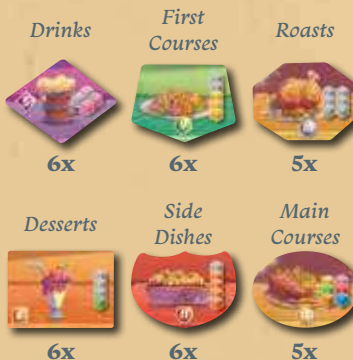 Drinks
First
Courses
Roasts
6x
6x
5x
Desserts
Side
Dishes
Main
Courses
6x
6x
5x